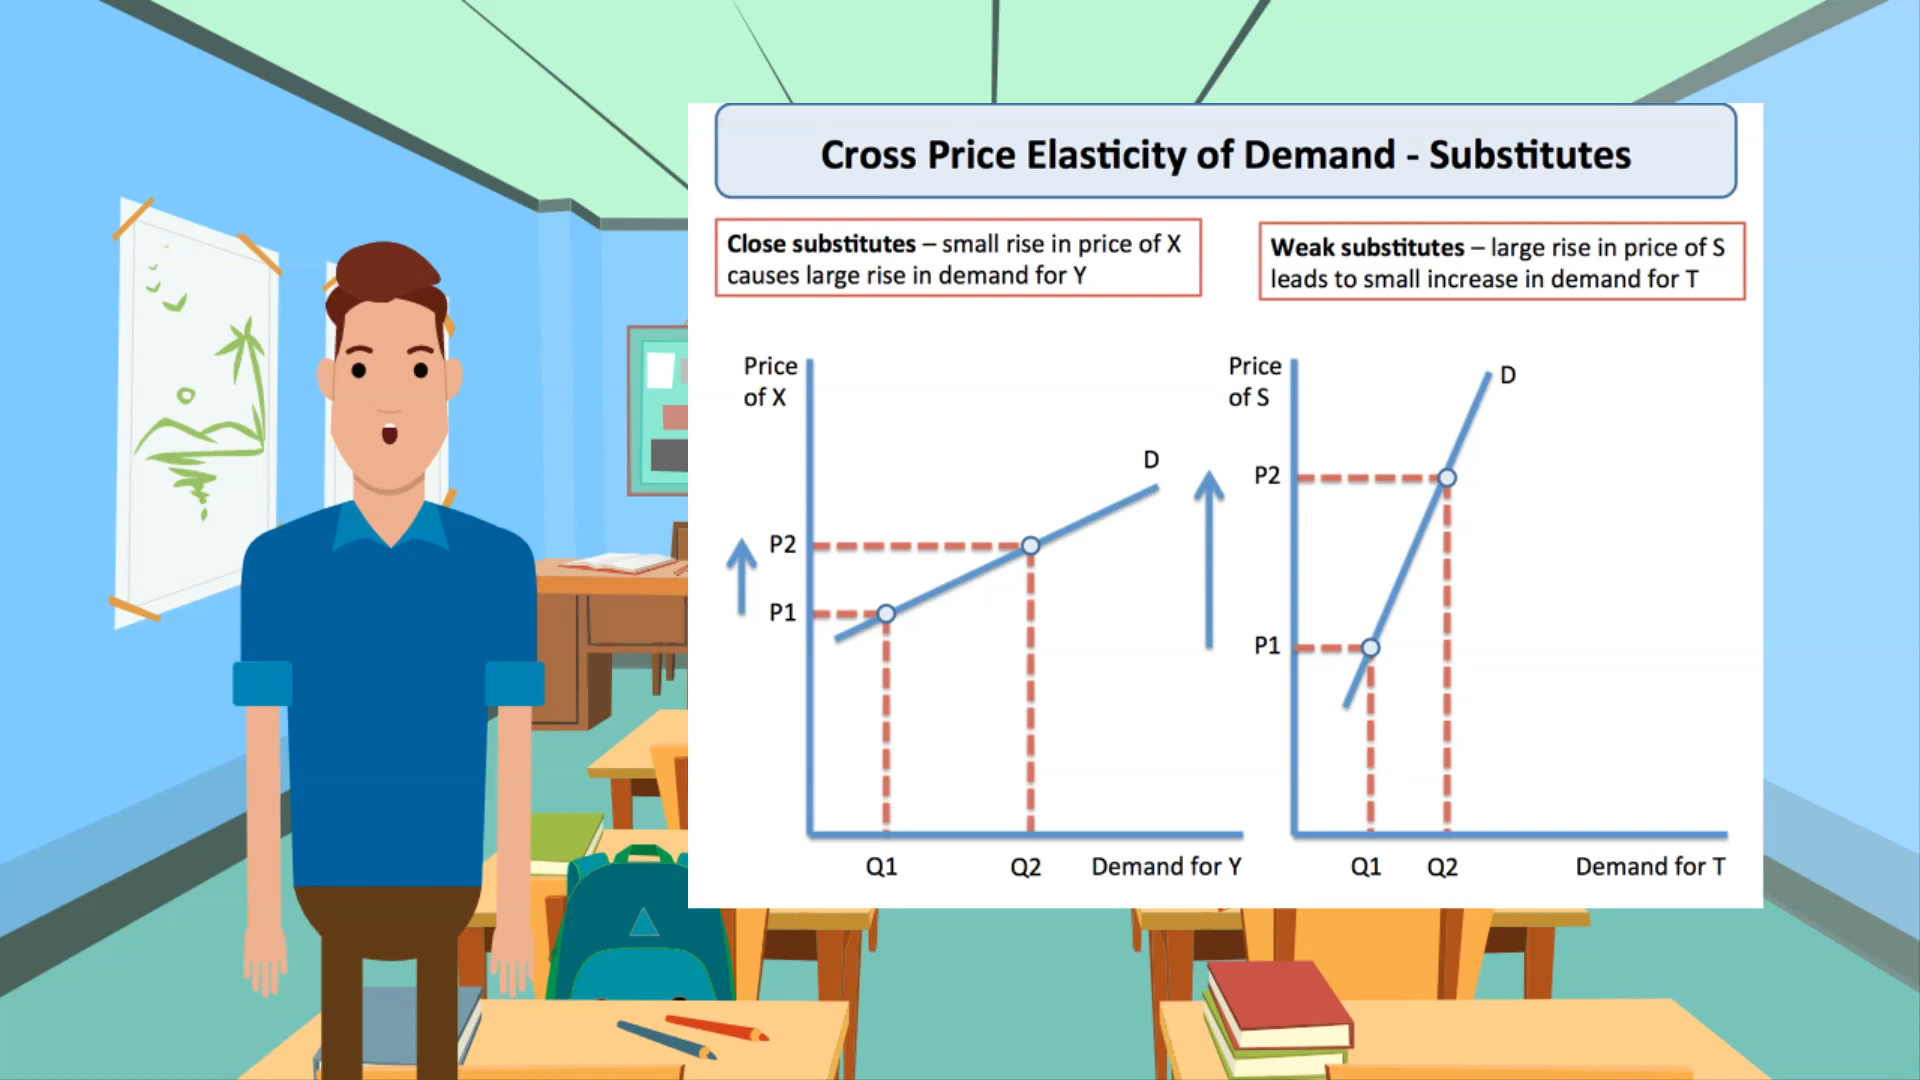 Cross Price Elasticity of Demand - Substitutes
Close substitutes – small rise in price of X
causes large rise in demand for Y
Weak substitutes – large rise in price of S
leads to small increase in demand for T
Price
of X
D
P2
P1
Q1
Q2
Demand for Y
Price
of S
D
P2
P1
Q1
Q2
Demand for T